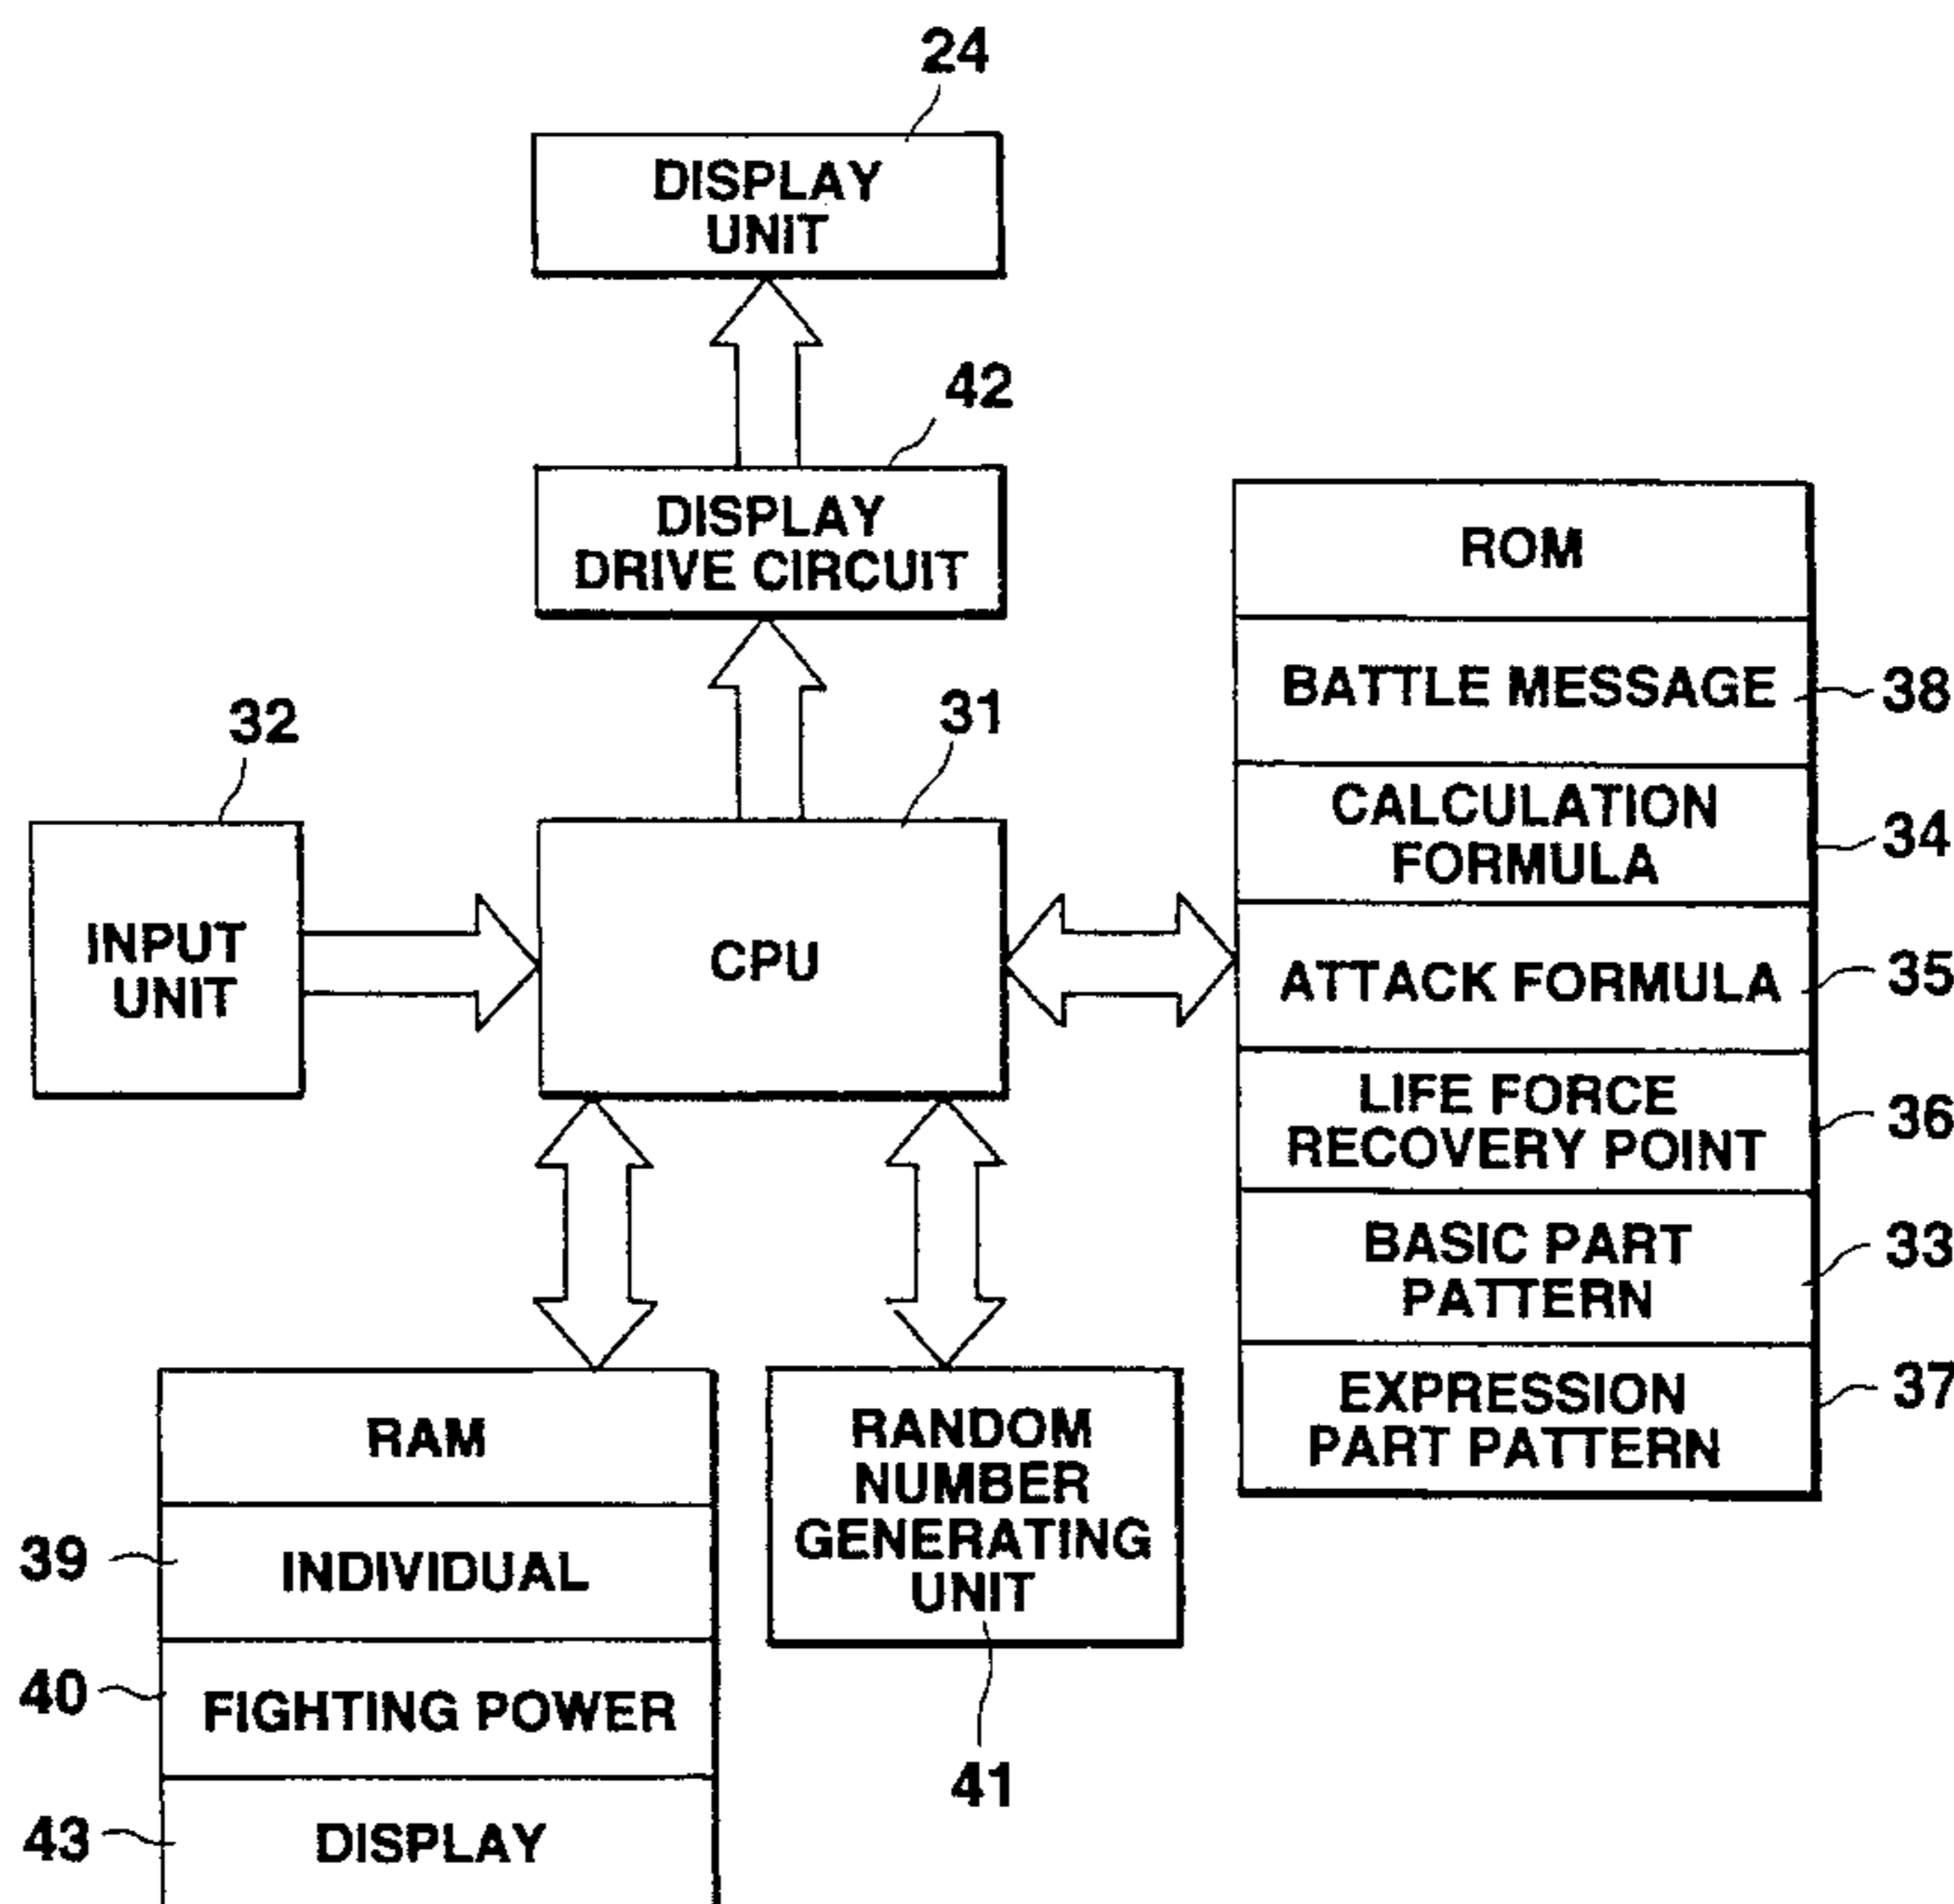 24
DISPLAY
UNIT
42
DISPLAY
DRIVE CIRCUIT
ROM
BATTLE MESSAGE
38
CALCULATION
FORMULA
34
ATTACK FORMULA
35
LIFE FORCE
RECOVERY POINT
36
BASIC PART
PATTERN
33
EXPRESSION
PART PATTERN
37
32
INPUT
UNIT
31
CPU
RAM
39
INDIVIDUAL
40
FIGHTING POWER
43
DISPLAY
RANDOM
NUMBER
GENERATING
UNIT
41